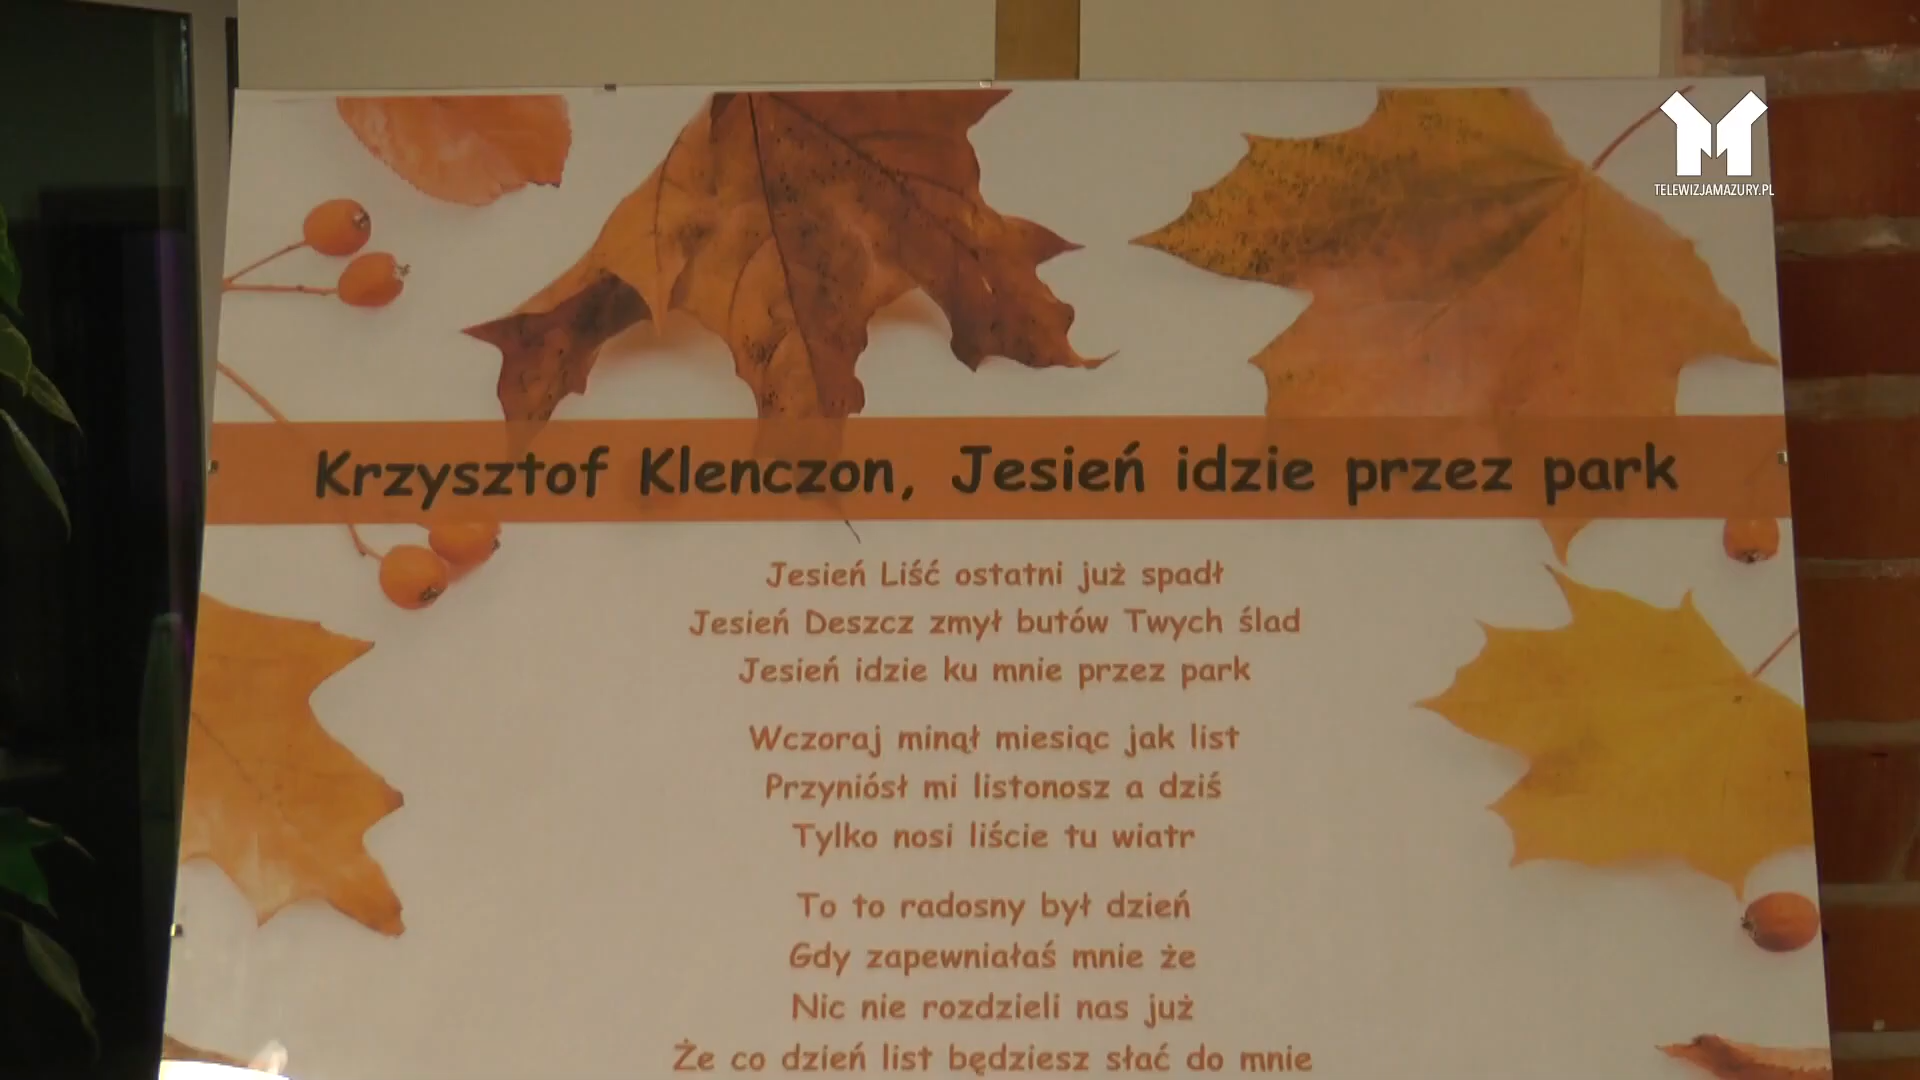 TELEWIZJAMAZURY.PL
Krzysztof Klenczon, Jesień idzie przez park
Jesień Liść ostatni już spadł
Jesień Deszcz zmył butów Twych ślad
Jesień idzie ku mnie przez park
Wczoraj minął miesiąc jak list
Przyniósł mi listonosz a dziś
Tylko nosi liście tu wiatr
To to radosny był dzień
Gdy zapewniałaś mnie że
Nic nie rozdzieli nas już
Że co dzień list będziesz słać do mnie